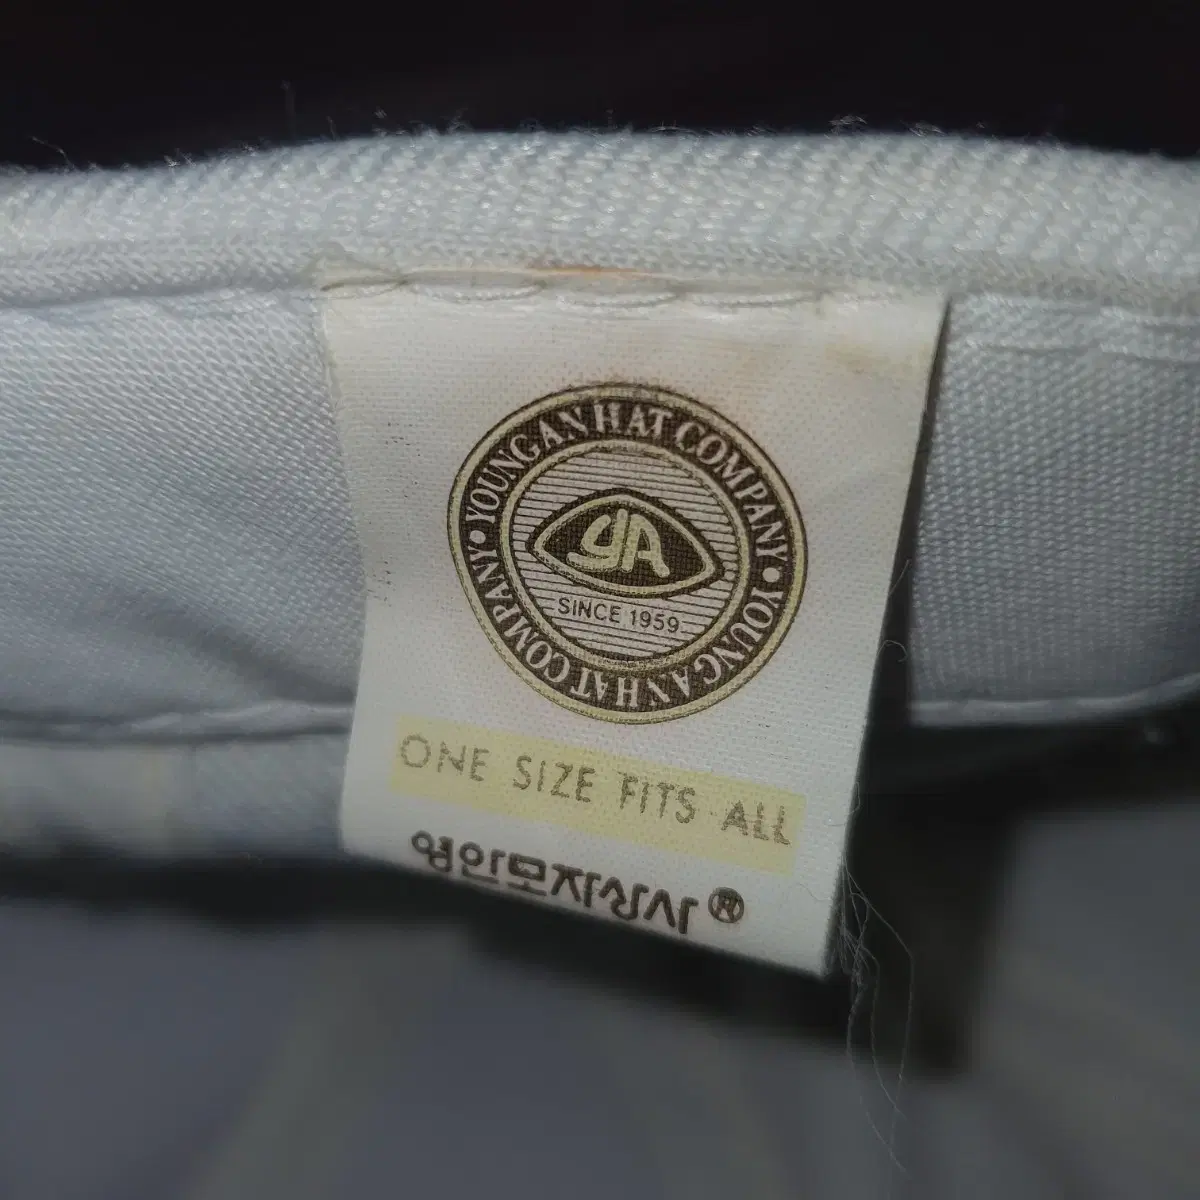 YOUNGAN HAT COMPANY • YOUNGAN HAT COMPANY •
YA
SINCE 1959
ONE SIZE FITS ALL
영안모자상사 ®